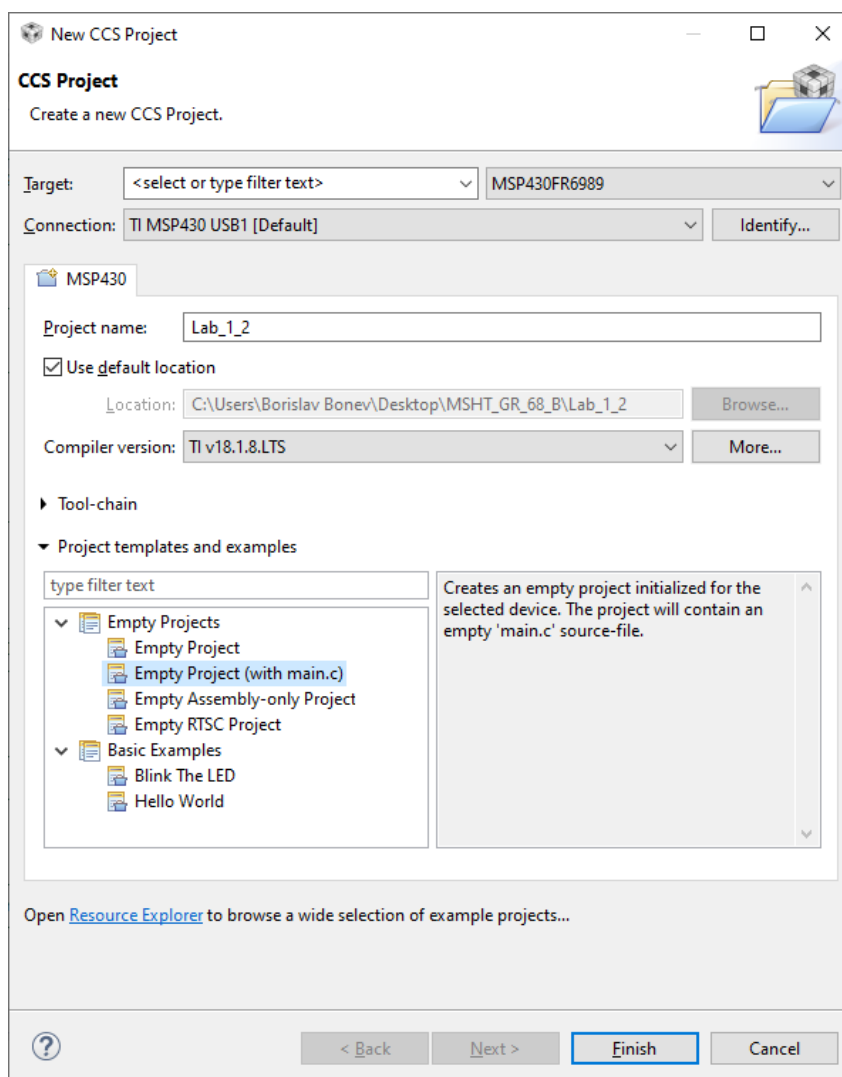 New CCS Project
CCS Project
Create a new CCS Project.
Target: <select or type filter text> MSP430FR6989
Connection: TI MSP430 USB1 [Default] Identify...
MSP430
Project name: Lab_1_2
Use default location
Location: C:\Users\Borislav Bonev\Desktop\MSHT_GR_68_B\Lab_1_2 Browse...
Compiler version: TI v18.1.8.LTS More...
Tool-chain
Project templates and examples
type filter text
Empty Projects
Empty Project
Empty Project (with main.c)
Empty Assembly-only Project
Empty RTSC Project
Basic Examples
Blink The LED
Hello World
Creates an empty project initialized for the
selected device. The project will contain an
empty 'main.c' source-file.
Open Resource Explorer to browse a wide selection of example projects...
? < Back Next > Finish Cancel